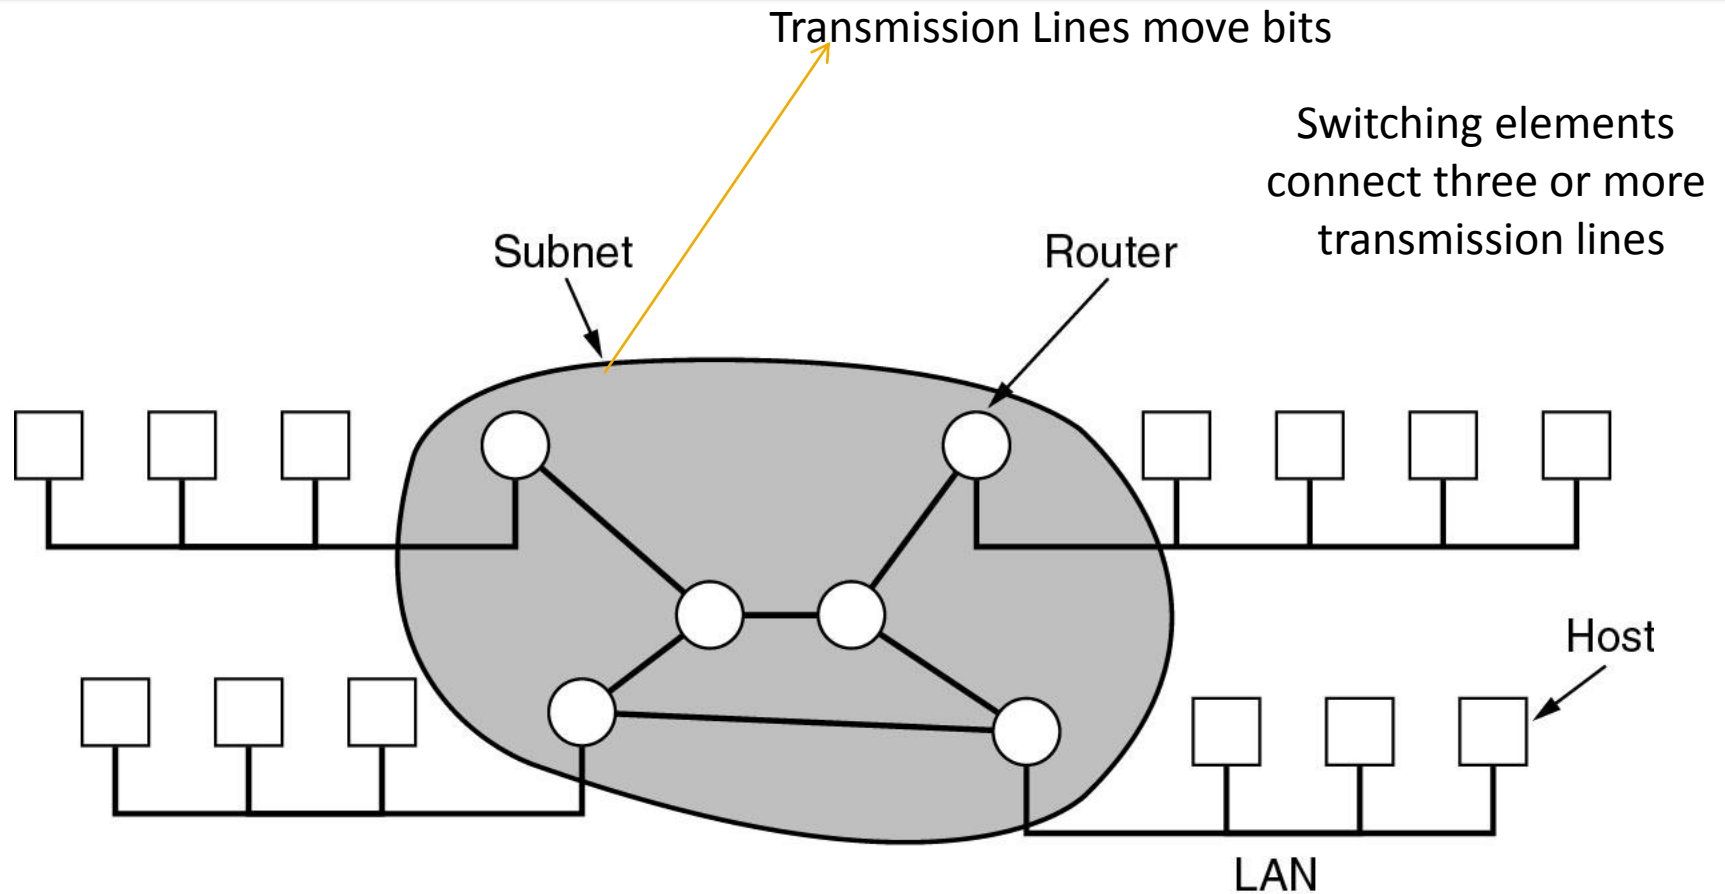 Transmission Lines move bits
Switching elements
connect three or more
transmission lines
Subnet
Router
Host
LAN